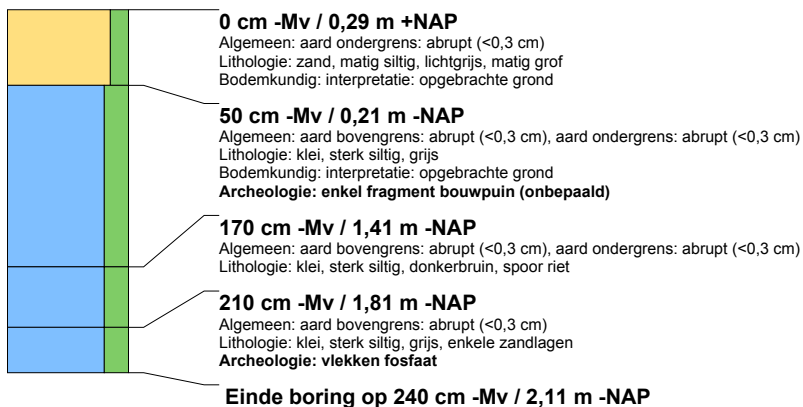 0 cm -Mv / 0,29 m +NAP
Algemeen: aard ondergrens: abrupt (<0,3 cm)
Lithologie: zand, matig siltig, lichtgrijs, matig grof
Bodemkundig: interpretatie: opgebrachte grond
50 cm -Mv / 0,21 m -NAP
Algemeen: aard bovengrens: abrupt (<0,3 cm), aard ondergrens: abrupt (<0,3 cm)
Lithologie: klei, sterk siltig, grijs
Bodemkundig: interpretatie: opgebrachte grond
Archeologie: enkel fragment bouwpuin (onbepaald)
170 cm -Mv / 1,41 m -NAP
Algemeen: aard bovengrens: abrupt (<0,3 cm), aard ondergrens: abrupt (<0,3 cm)
Lithologie: klei, sterk siltig, donkerbruin, spoor riet
210 cm -Mv / 1,81 m -NAP
Algemeen: aard bovengrens: abrupt (<0,3 cm)
Lithologie: klei, sterk siltig, grijs, enkele zandlagen
Archeologie: vlekken fosfaat
Einde boring op 240 cm -Mv / 2,11 m -NAP